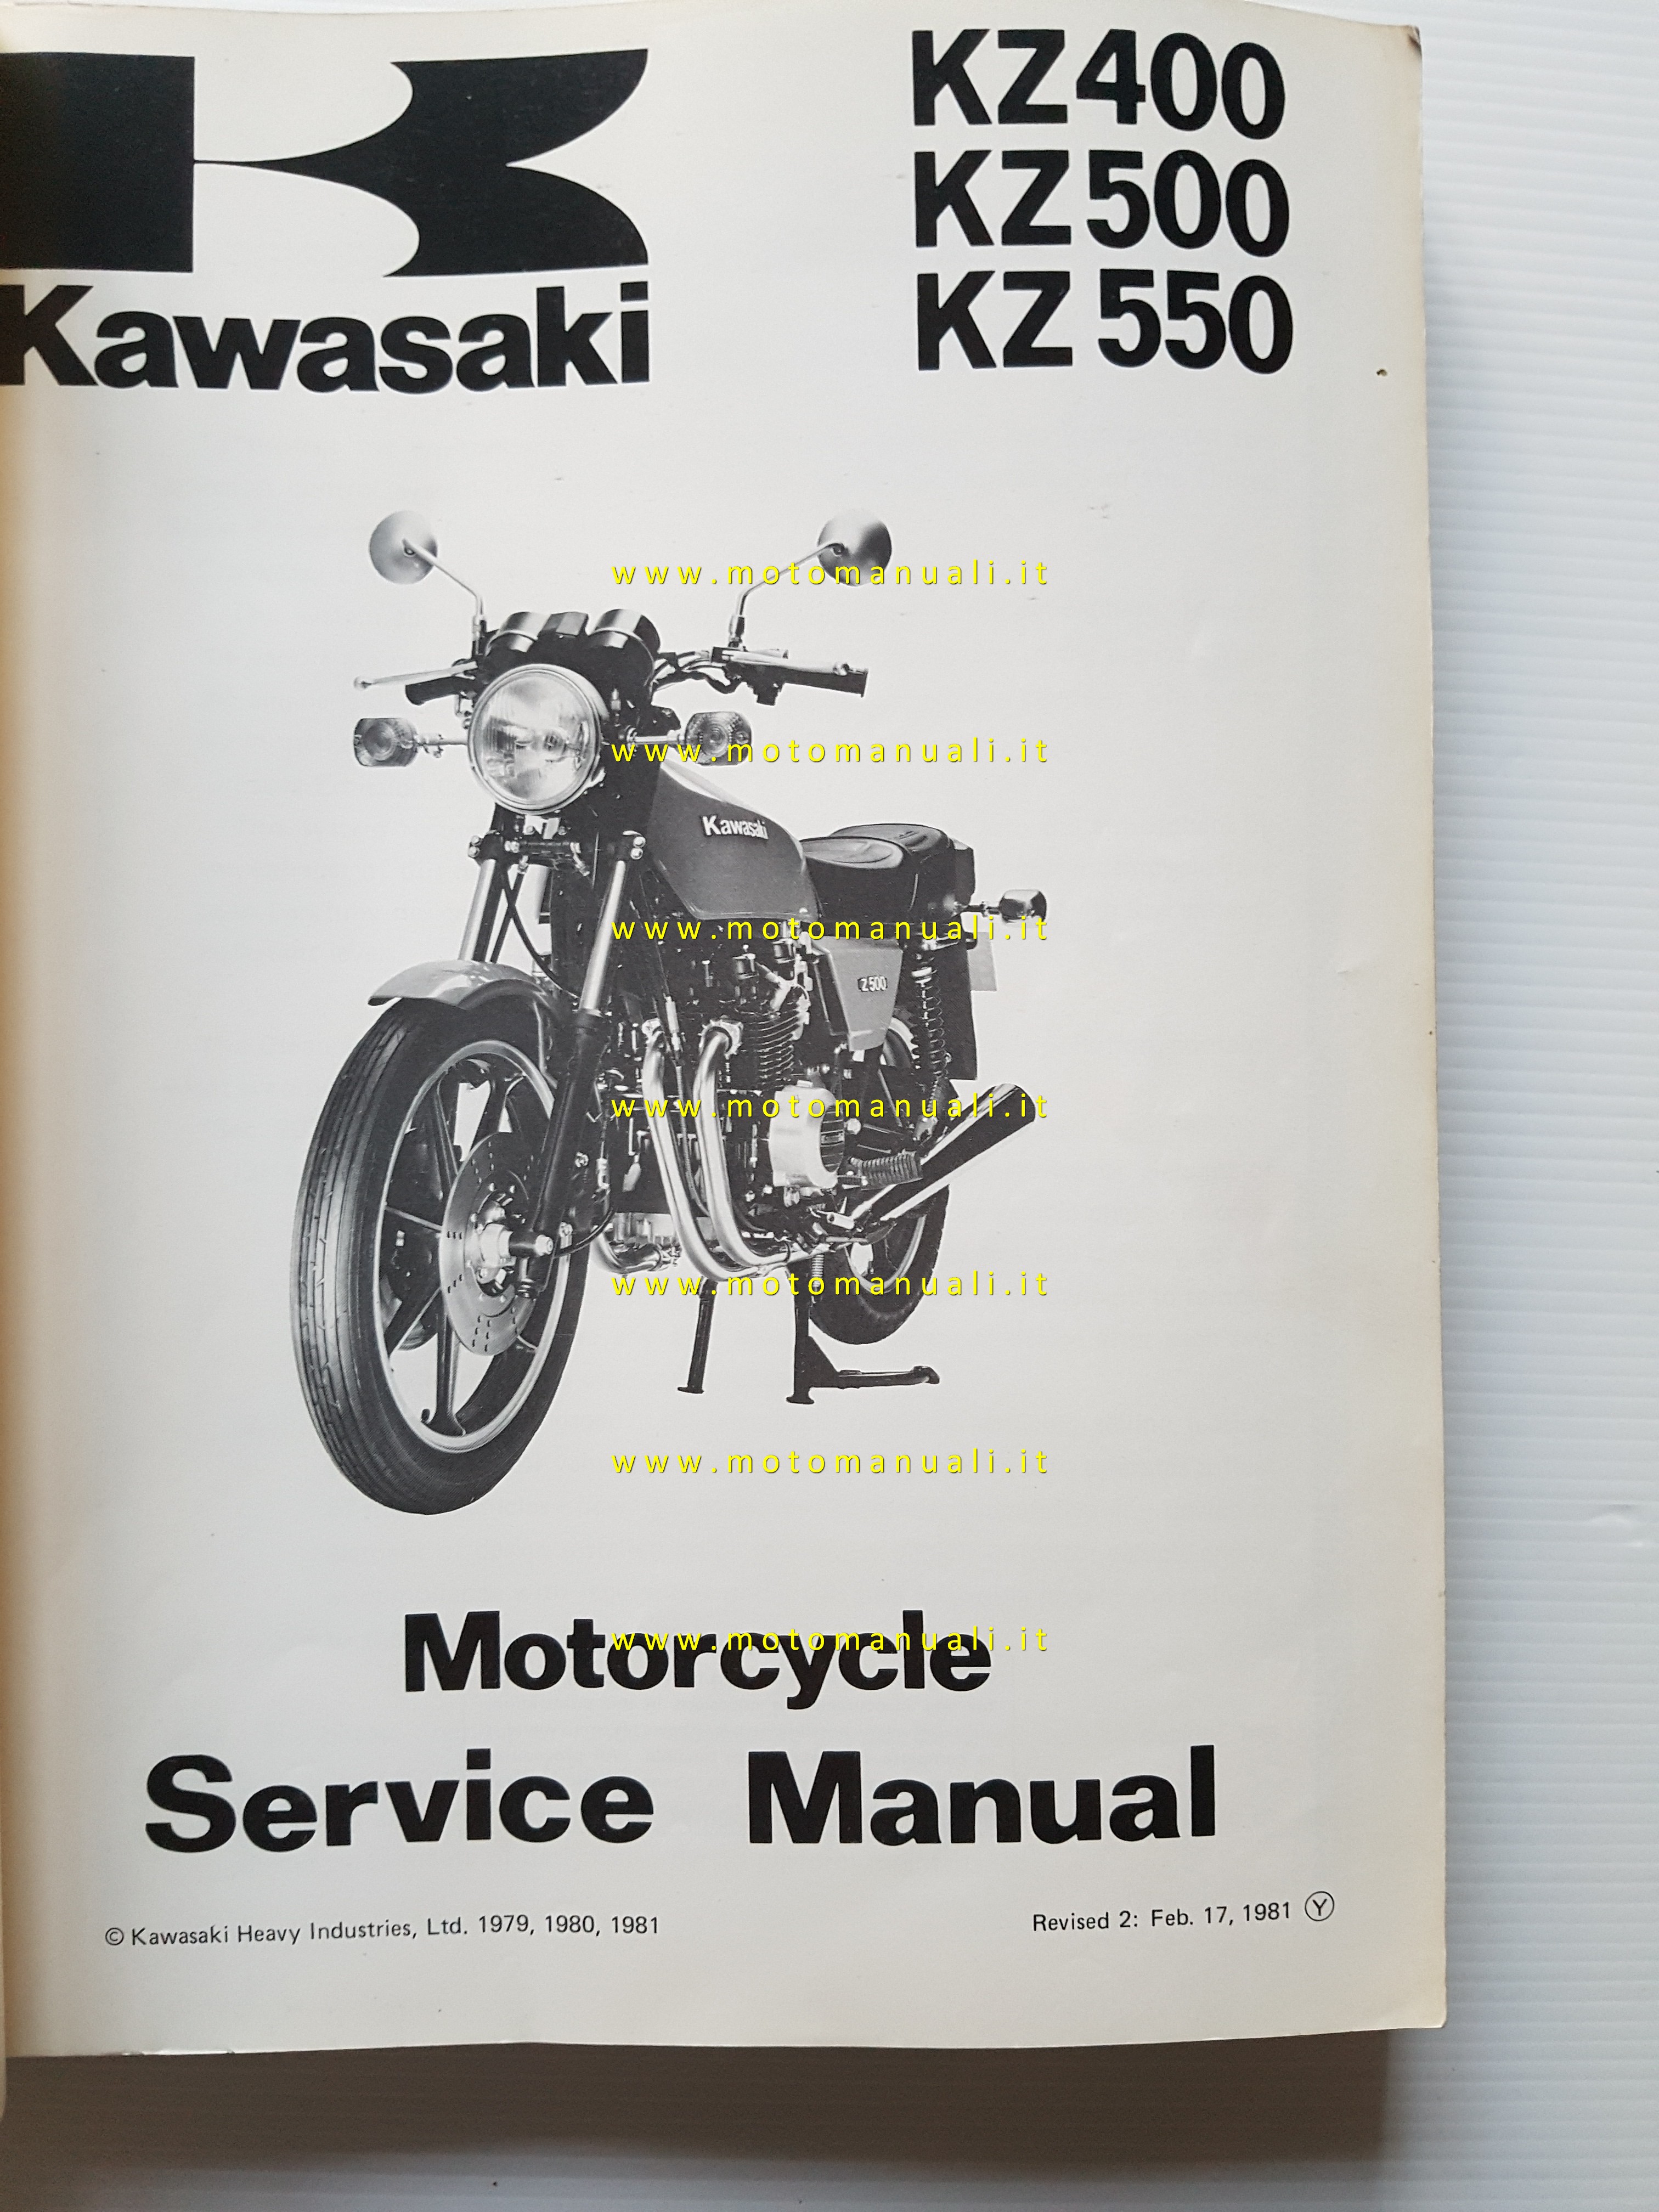 KZ400
KZ500
KZ550
Kawasaki
www.motomanuali.it
www.motomanuali.it
Kawasaki
www.motomanuali.it
Z500
www.motomanuali.it
www.motomanuali.it
www.motomanuali.it
Motorcycle
www.motomanuali.it
Service Manual
© Kawasaki Heavy Industries, Ltd. 1979, 1980, 1981
Revised 2: Feb. 17, 1981 Ⓨ